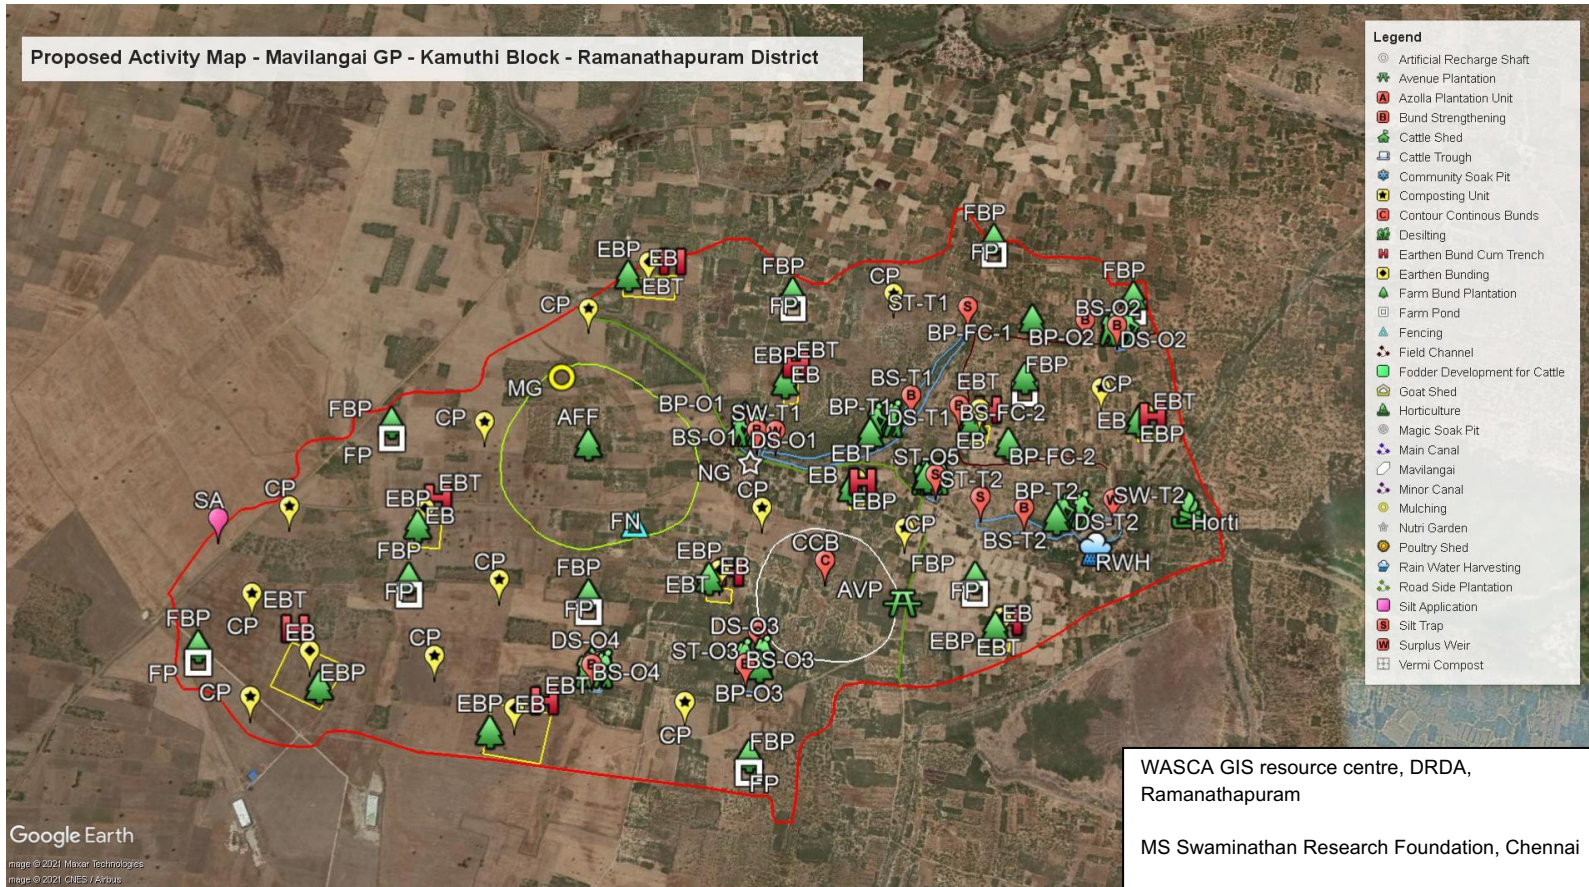 Proposed Activity Map - Mavilangai GP - Kamuthi Block - Ramanathapuram District
Legend
Artificial Recharge Shaft
Avenue Plantation
A Azolla Plantation Unit
B Bund Strengthening
Cattle Shed
Cattle Trough
Community Soak Pit
Composting Unit
C Contour Continous Bunds
Desilting
H Earthen Bund Cum Trench
Earthen Bunding
Farm Bund Plantation
Farm Pond
Fencing
Field Channel
Fodder Development for Cattle
Goat Shed
Horticulture
Magic Soak Pit
Main Canal
Mavilangai
Minor Canal
Mulching
Nutri Garden
Poultry Shed
Rain Water Harvesting
Road Side Plantation
Silt Application
S Silt Trap
W Surplus Weir
Vermi Compost
FBP
FP
EBP
EB
EBT
FBP
FP
CP
FBP
CP
ST-T1
S
BS-O2
B
B
BP-FC-1
BP-O2
DS-O2
EBP
EBT
EB
MG
FBP
BS-T1
B
EBT
CP
FBP
CP
AFF
BP-O1
SW-T1
BS-O1
DS-O1
BP-T1
DS-T1
BS-FC-2
EB
EB
EBT
EBP
FP
NG
EBT
ST-O5
BP-FC-2
EB
EBP
S
ST-T2
S
BP-T2
B
SW-T2
W
DS-T2
BS-T2
Horti
SA
CP
EBP
EBT
EB
CP
FN
CP
RWH
FBP
FP
CP
FBP
FP
EBP
EB
EBT
CCB
C
AVP
FBP
FP
EBP
EB
EBT
CP
EBT
EB
EBP
FBP
FP
CP
CP
DS-O4
B
BS-O4
DS-O3
ST-O3
BS-O3
B
BP-O3
EBP
EB
EBT
CP
FBP
FP
Google Earth
mage © 2021 Maxar Technologies
mage © 2021 CNES / Airbus
WASCA GIS resource centre, DRDA,
Ramanathapuram
MS Swaminathan Research Foundation, Chennai